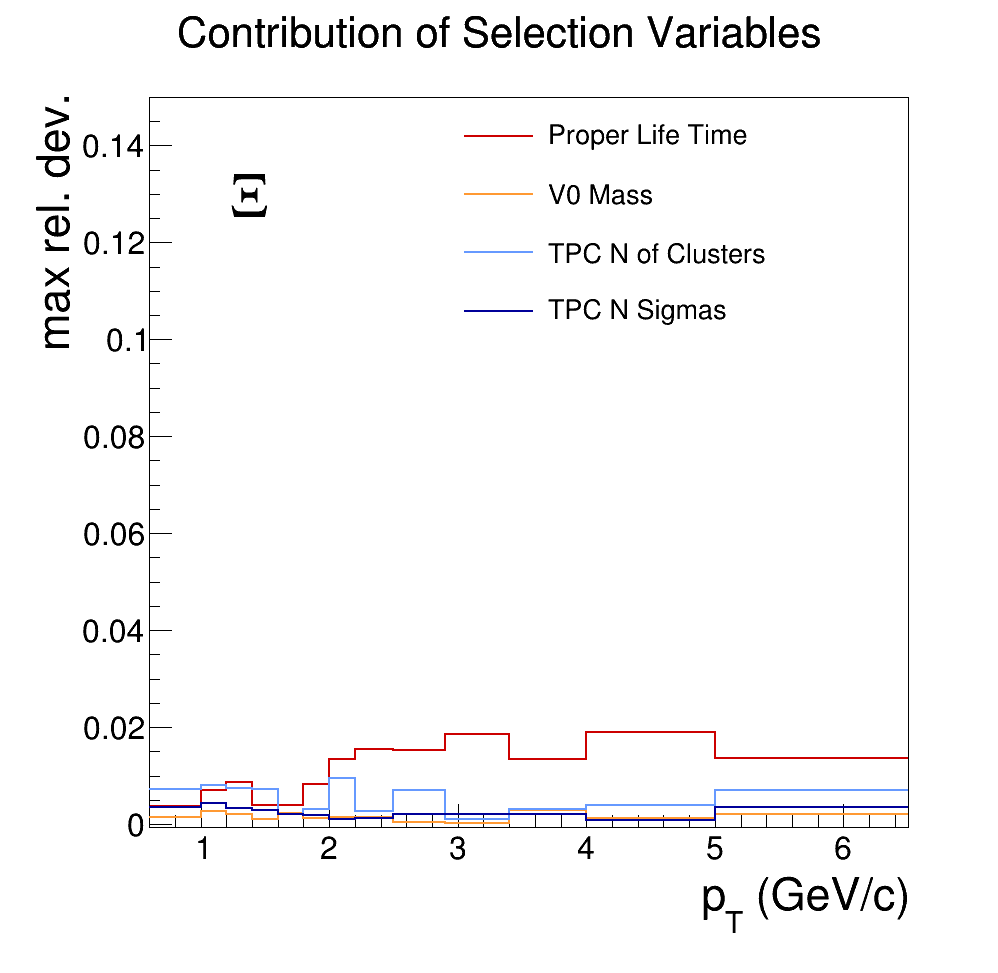 Contribution of Selection Variables
max rel. dev.
0.14
0.12
0.1
0.08
0.06
0.04
0.02
0
Ξ
Proper Life Time
V0 Mass
TPC N of Clusters
TPC N Sigmas
1 2 3 4 5 6
p_T (GeV/c)